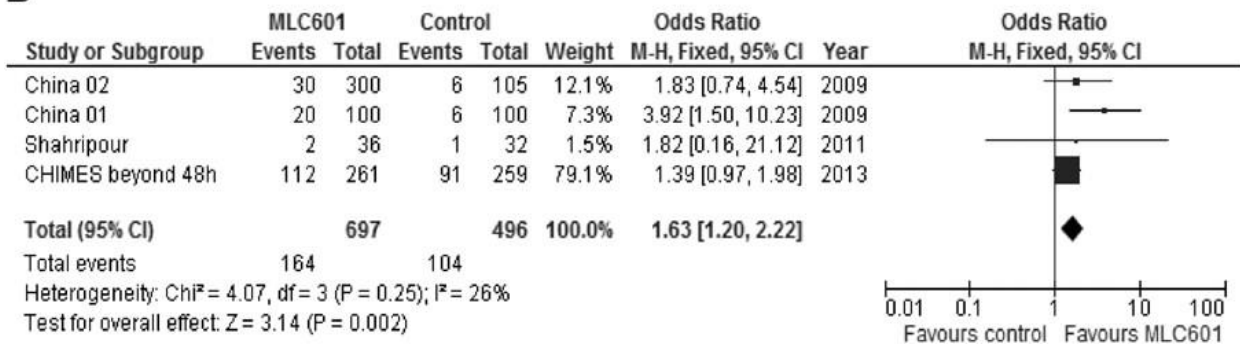 MLC601 Control Odds Ratio Odds Ratio
Study or Subgroup Events Total Events Total Weight M-H, Fixed, 95% CI Year M-H, Fixed, 95% CI
China 02 30 300 6 105 12.1% 1.83 [0.74, 4.54] 2009
China 01 20 100 6 100 7.3% 3.92 [1.50, 10.23] 2009
Shahripour 2 36 1 32 1.5% 1.82 [0.16, 21.12] 2011
CHIMES beyond 48h 112 261 91 259 79.1% 1.39 [0.97, 1.98] 2013
Total (95% CI) 697 496 100.0% 1.63 [1.20, 2.22]
Total events 164 104
Heterogeneity: Chi² = 4.07, df = 3 (P = 0.25); I² = 26%
Test for overall effect: Z = 3.14 (P = 0.002)
0.01 0.1 1 10 100
Favours control Favours MLC601